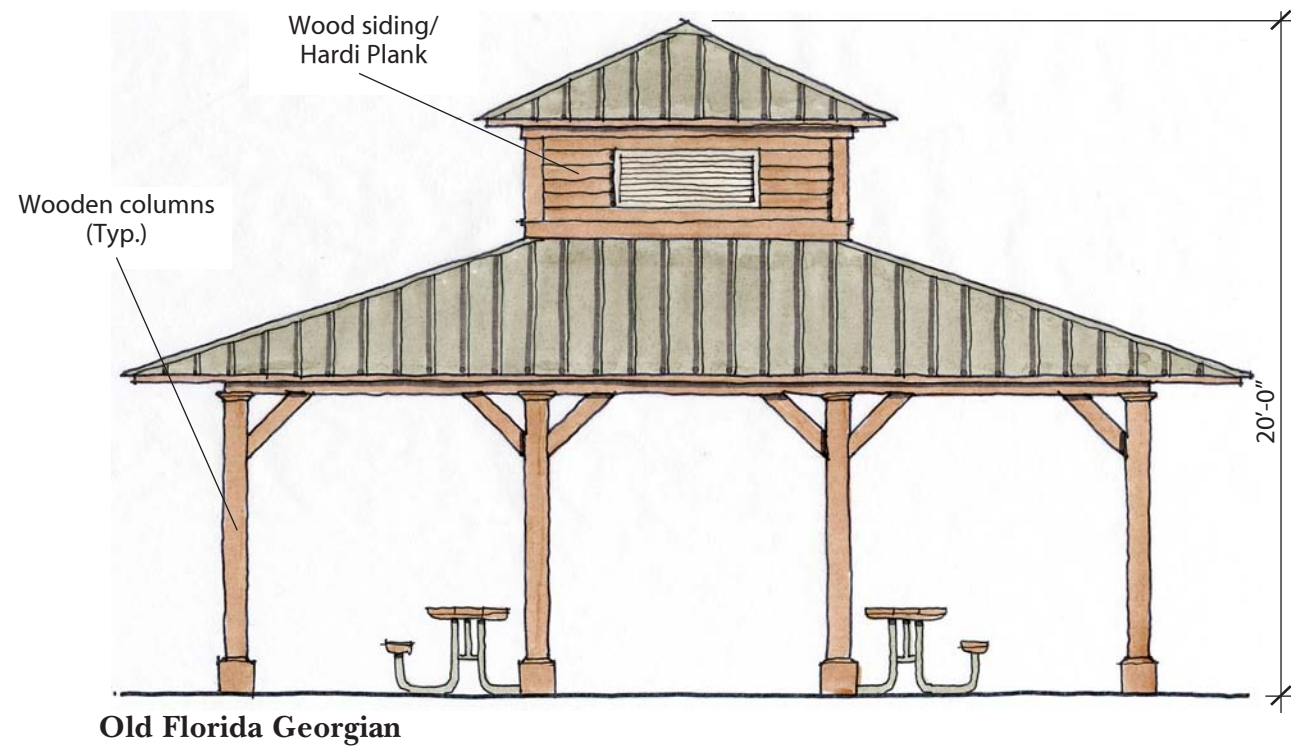 Wood siding/
Hardi Plank
Wooden columns
(Typ.)
20'-0"
Old Florida Georgian